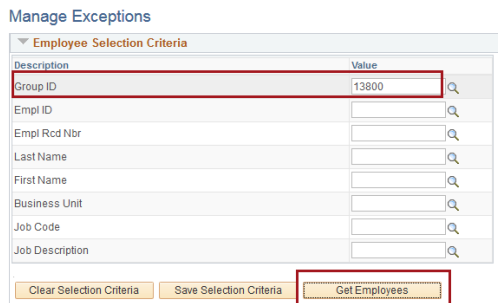 Manage Exceptions
Employee Selection Criteria
Description Value
Group ID 13800
Empl ID
Empl Rcd Nbr
Last Name
First Name
Business Unit
Job Code
Job Description
Clear Selection Criteria Save Selection Criteria Get Employees